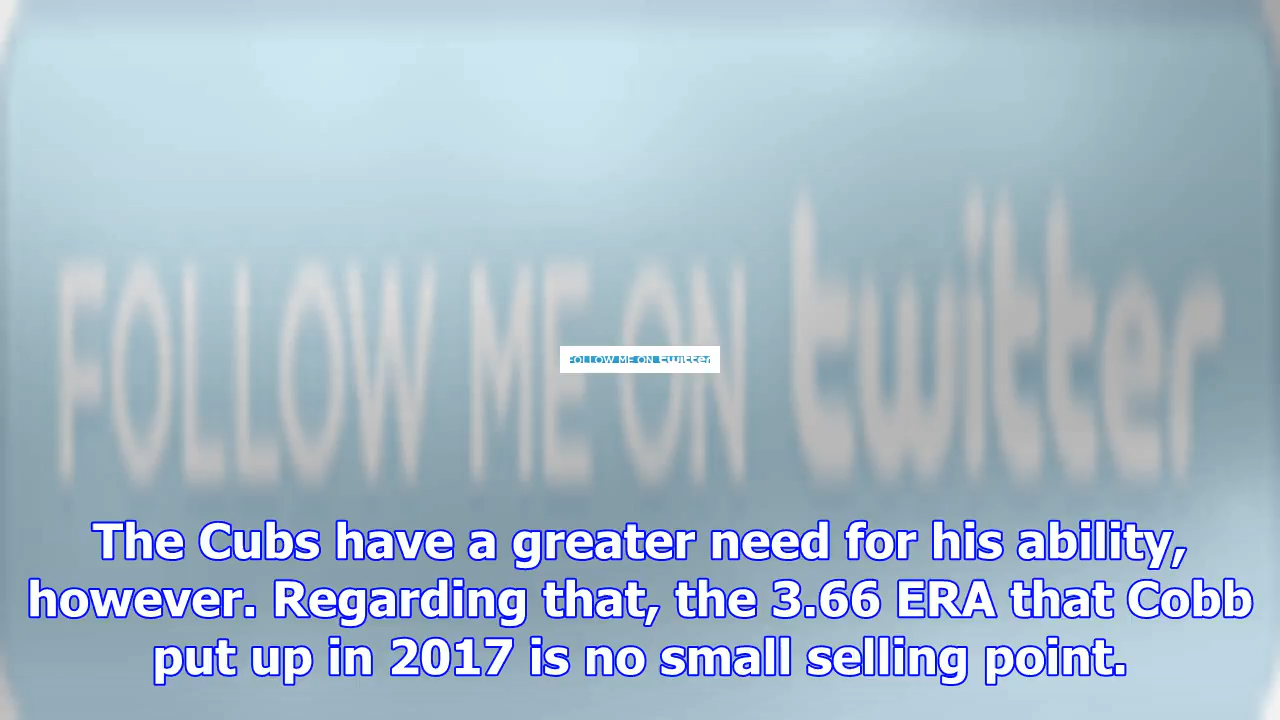 FOLLOW ME ON twitter
FOLLOW ME ON twitter
The Cubs have a greater need for his ability,
however. Regarding that, the 3.66 ERA that Cobb
put up in 2017 is no small selling point.